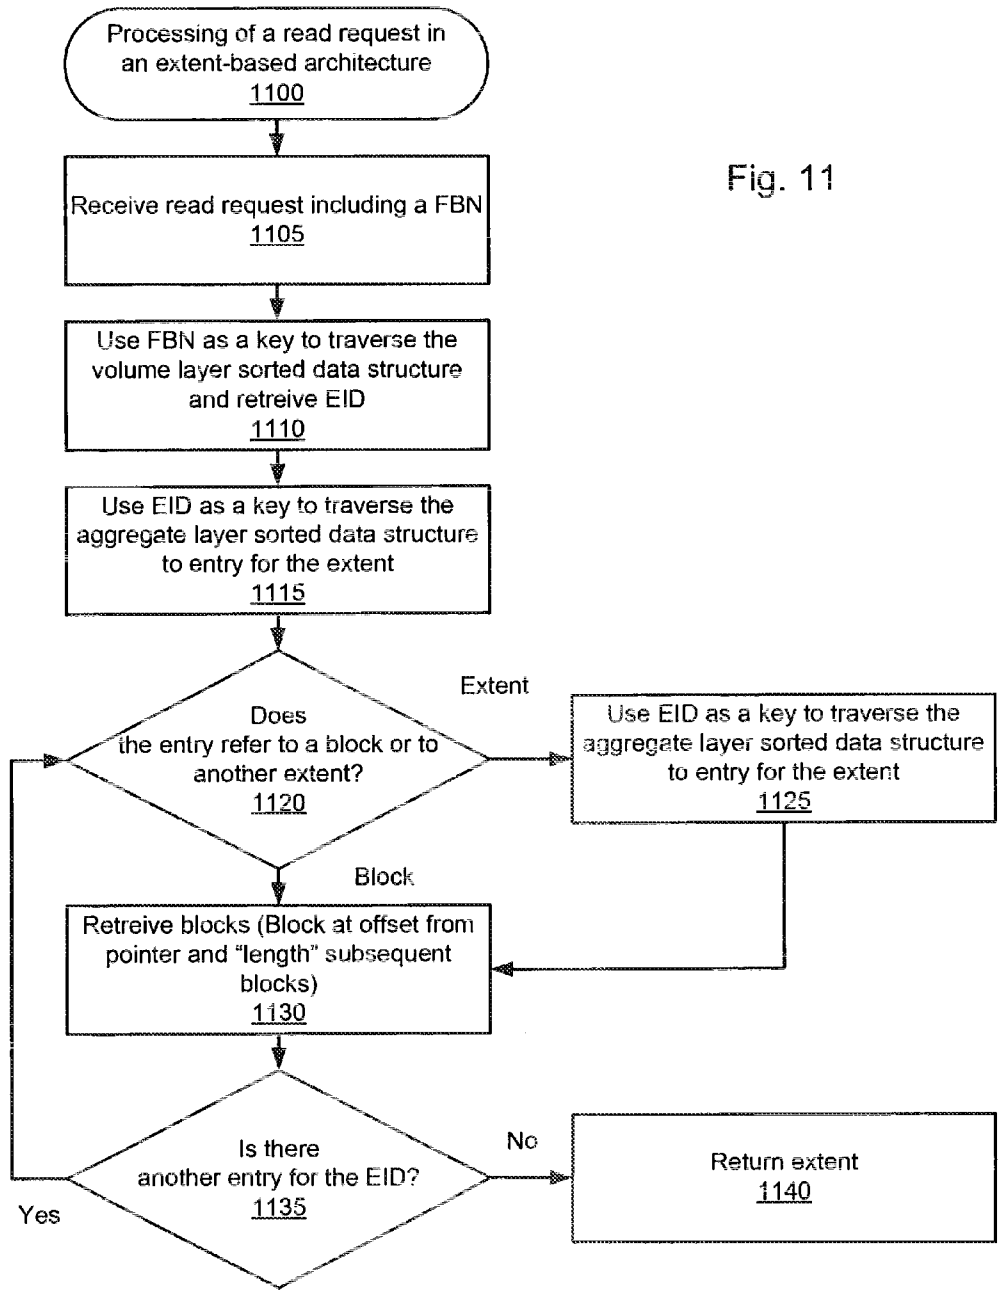 Processing of a read request in
an extent-based architecture
1100
Fig. 11
Receive read request including a FBN
1105
Use FBN as a key to traverse the
volume layer sorted data structure
and retreive EID
1110
Use EID as a key to traverse the
aggregate layer sorted data structure
to entry for the extent
1115
Does
the entry refer to a block or to
another extent?
1120
Extent
Use EID as a key to traverse the
aggregate layer sorted data structure
to entry for the extent
1125
Block
Retreive blocks (Block at offset from
pointer and "length" subsequent
blocks)
1130
Is there
another entry for the EID?
1135
Yes
No
Return extent
1140